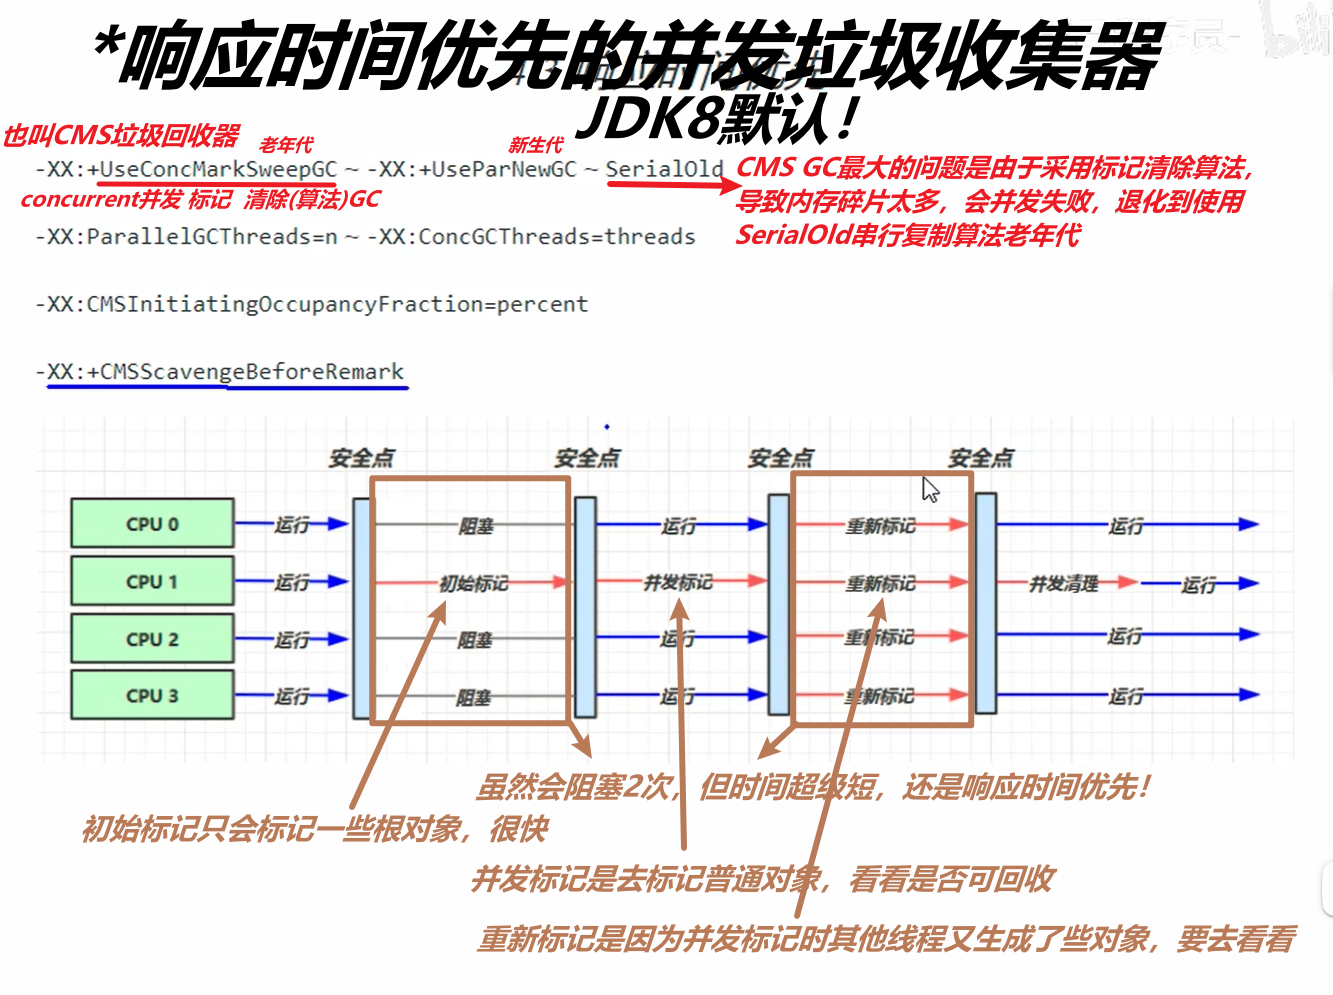 *响应时间优先的并发垃圾收集器
JDK8默认！
也叫CMS垃圾回收器
老年代
新生代
-XX:+UseConcMarkSweepGC ~ -XX:+UseParNewGC ~ SerialOld
concurrent并发 标记 清除(算法)GC
CMS GC最大的问题是由于采用标记清除算法，
导致内存碎片太多，会并发失败，退化到使用
SerialOld串行复制算法老年代
-XX:ParallelGCThreads=n ~ -XX:ConcGCThreads=threads
-XX:CMSInitiatingOccupancyFraction=percent
-XX:+CMSScavengeBeforeRemark
安全点 安全点 安全点 安全点
CPU 0 运行 阻塞 运行 重新标记 运行
CPU 1 运行 初始标记 并发标记 重新标记 并发清理 运行
CPU 2 运行 阻塞 运行 重新标记 运行
CPU 3 运行 阻塞 运行 重新标记 运行
虽然会阻塞2次，但时间超级短，还是响应时间优先！
初始标记只会标记一些根对象，很快
并发标记是去标记普通对象，看看是否可回收
重新标记是因为并发标记时其他线程又生成了些对象，要去看看